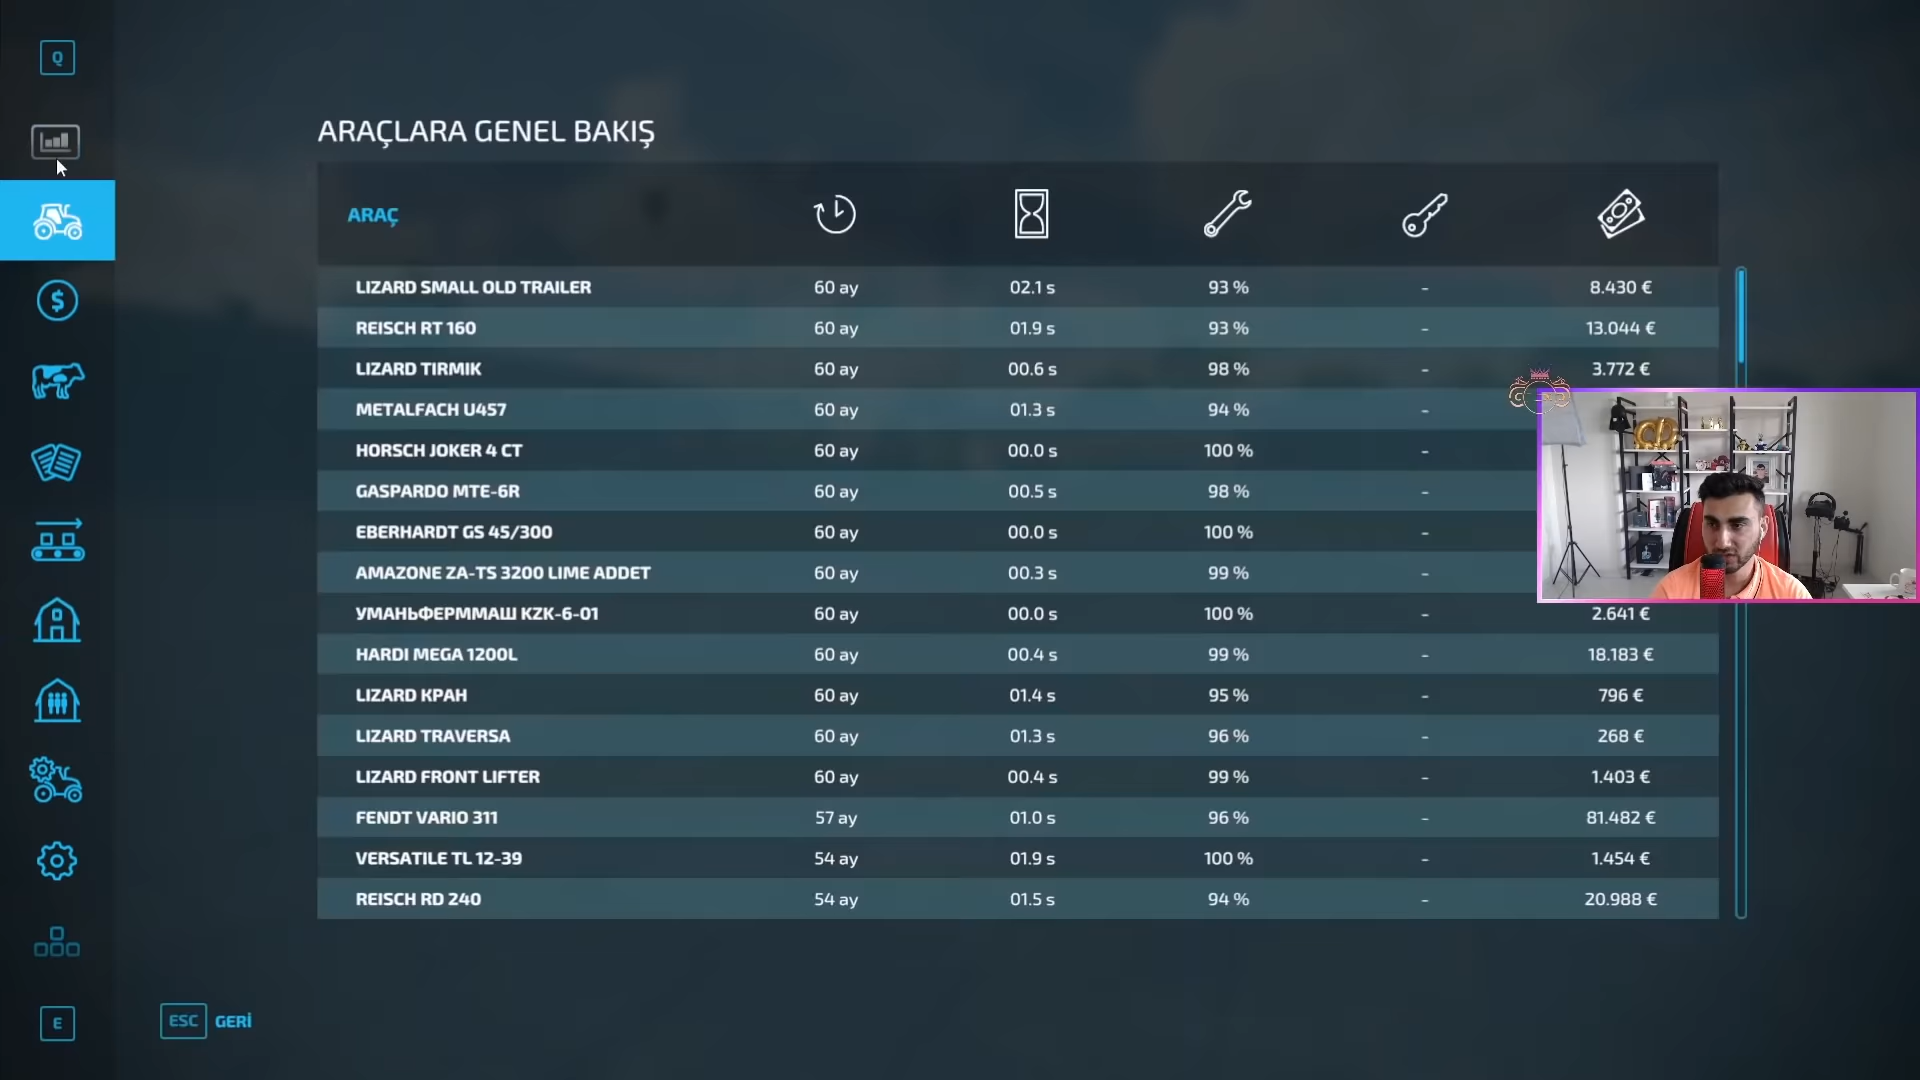 Q
ARAÇLARA GENEL BAKIŞ
ARAÇ
LIZARD SMALL OLD TRAILER 60 ay 02.1 s 93 % - 8.430 €
REISCH RT 160 60 ay 01.9 s 93 % - 13.044 €
LIZARD TIRMIK 60 ay 00.6 s 98 % - 3.772 €
METALFACH U457 60 ay 01.3 s 94 % -
HORSCH JOKER 4 CT 60 ay 00.0 s 100 % -
GASPARDO MTE-6R 60 ay 00.5 s 98 % -
EBERHARDT GS 45/300 60 ay 00.0 s 100 % -
AMAZONE ZA-TS 3200 LIME ADDET 60 ay 00.3 s 99 % -
УМАНЬФЕРММАШ KZK-6-01 60 ay 00.0 s 100 % - 2.641 €
HARDI MEGA 1200L 60 ay 00.4 s 99 % - 18.183 €
LIZARD КРАН 60 ay 01.4 s 95 % - 796 €
LIZARD TRAVERSA 60 ay 01.3 s 96 % - 268 €
LIZARD FRONT LIFTER 60 ay 00.4 s 99 % - 1.403 €
FENDT VARIO 311 57 ay 01.0 s 96 % - 81.482 €
VERSATILE TL 12-39 54 ay 01.9 s 100 % - 1.454 €
REISCH RD 240 54 ay 01.5 s 94 % - 20.988 €
E
ESC GERİ